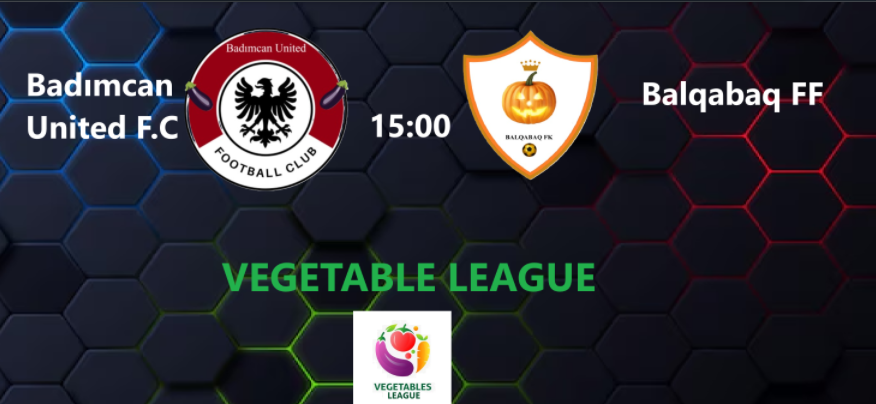 Badımcan
United F.C
Badımcan United
FOOTBALL CLUB
15:00
BALQABAQ FK
Balqabaq FF
VEGETABLE LEAGUE
VEGETABLES
LEAGUE